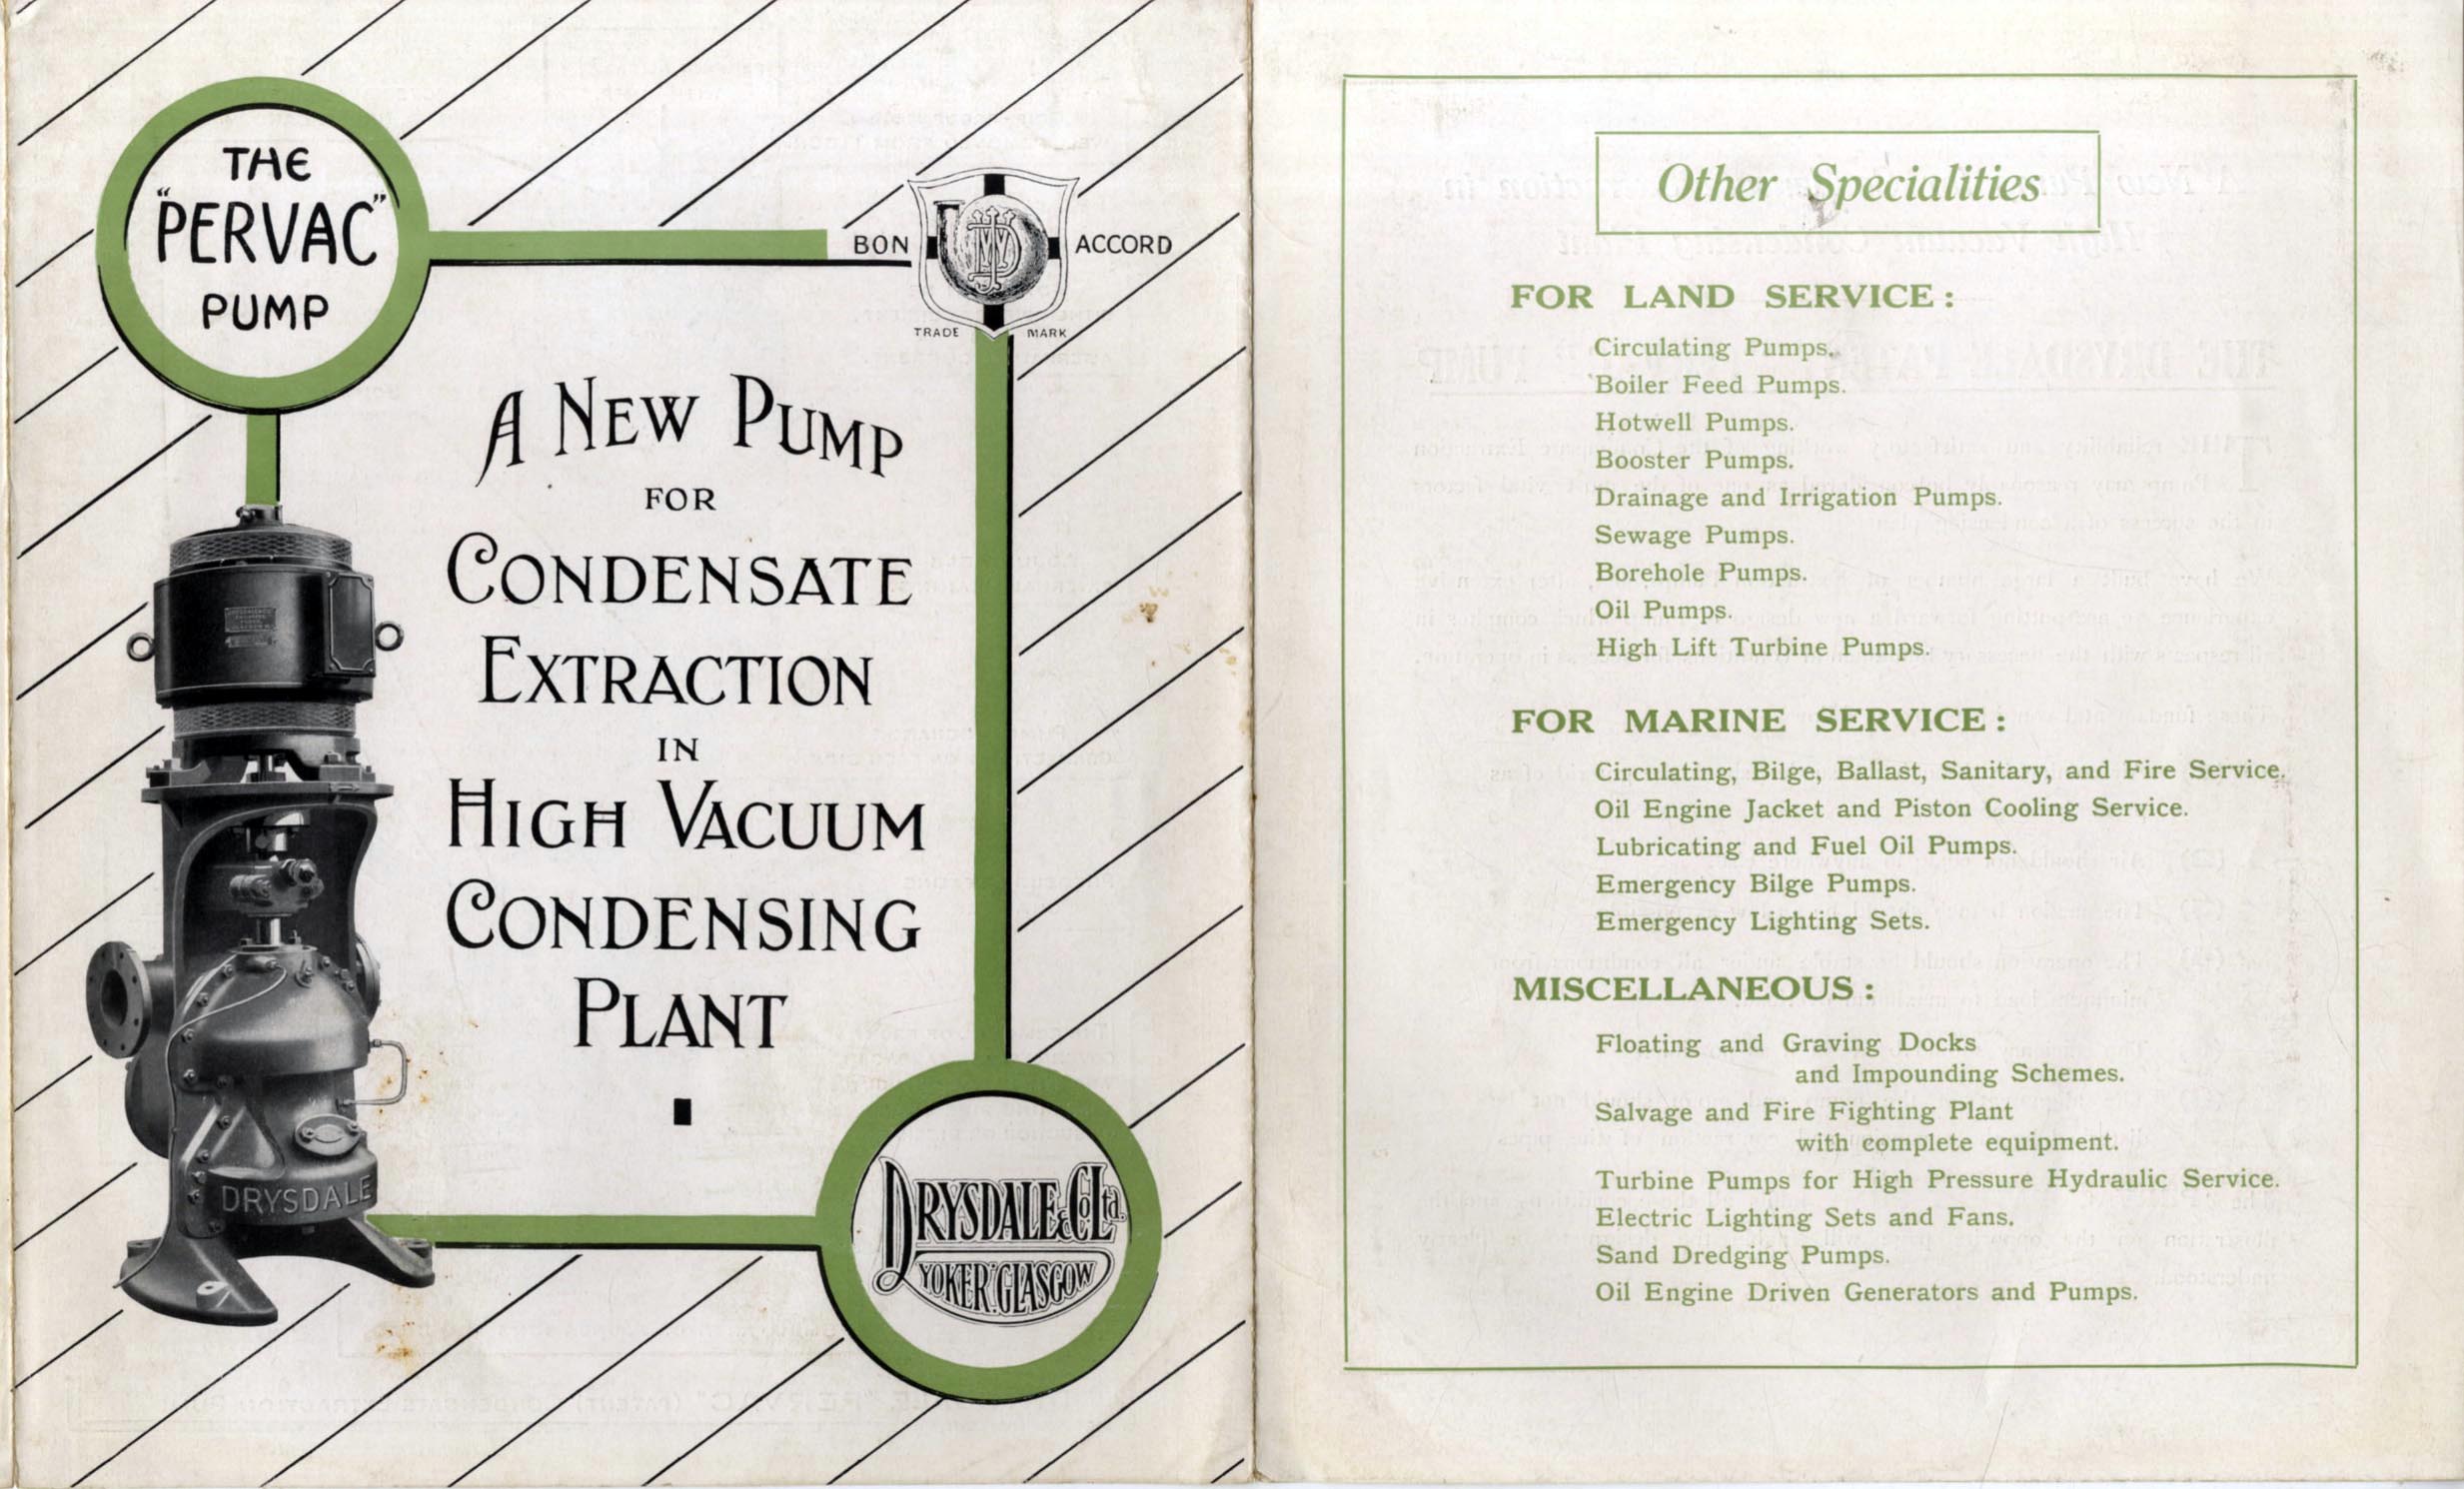 THE
"PERVAC"
PUMP
BON ACCORD
TRADE MARK
A NEW PUMP
FOR
CONDENSATE
EXTRACTION
IN
HIGH VACUUM
CONDENSING
PLANT
DRYSDALE
DRYSDALE & Co Ltd.
YOKER. GLASGOW
Other Specialities
FOR LAND SERVICE:
Circulating Pumps.
Boiler Feed Pumps.
Hotwell Pumps.
Booster Pumps.
Drainage and Irrigation Pumps.
Sewage Pumps.
Borehole Pumps.
Oil Pumps.
High Lift Turbine Pumps.
FOR MARINE SERVICE:
Circulating, Bilge, Ballast, Sanitary, and Fire Service.
Oil Engine Jacket and Piston Cooling Service.
Lubricating and Fuel Oil Pumps.
Emergency Bilge Pumps.
Emergency Lighting Sets.
MISCELLANEOUS:
Floating and Graving Docks
and Impounding Schemes.
Salvage and Fire Fighting Plant
with complete equipment.
Turbine Pumps for High Pressure Hydraulic Service.
Electric Lighting Sets and Fans.
Sand Dredging Pumps.
Oil Engine Driven Generators and Pumps.